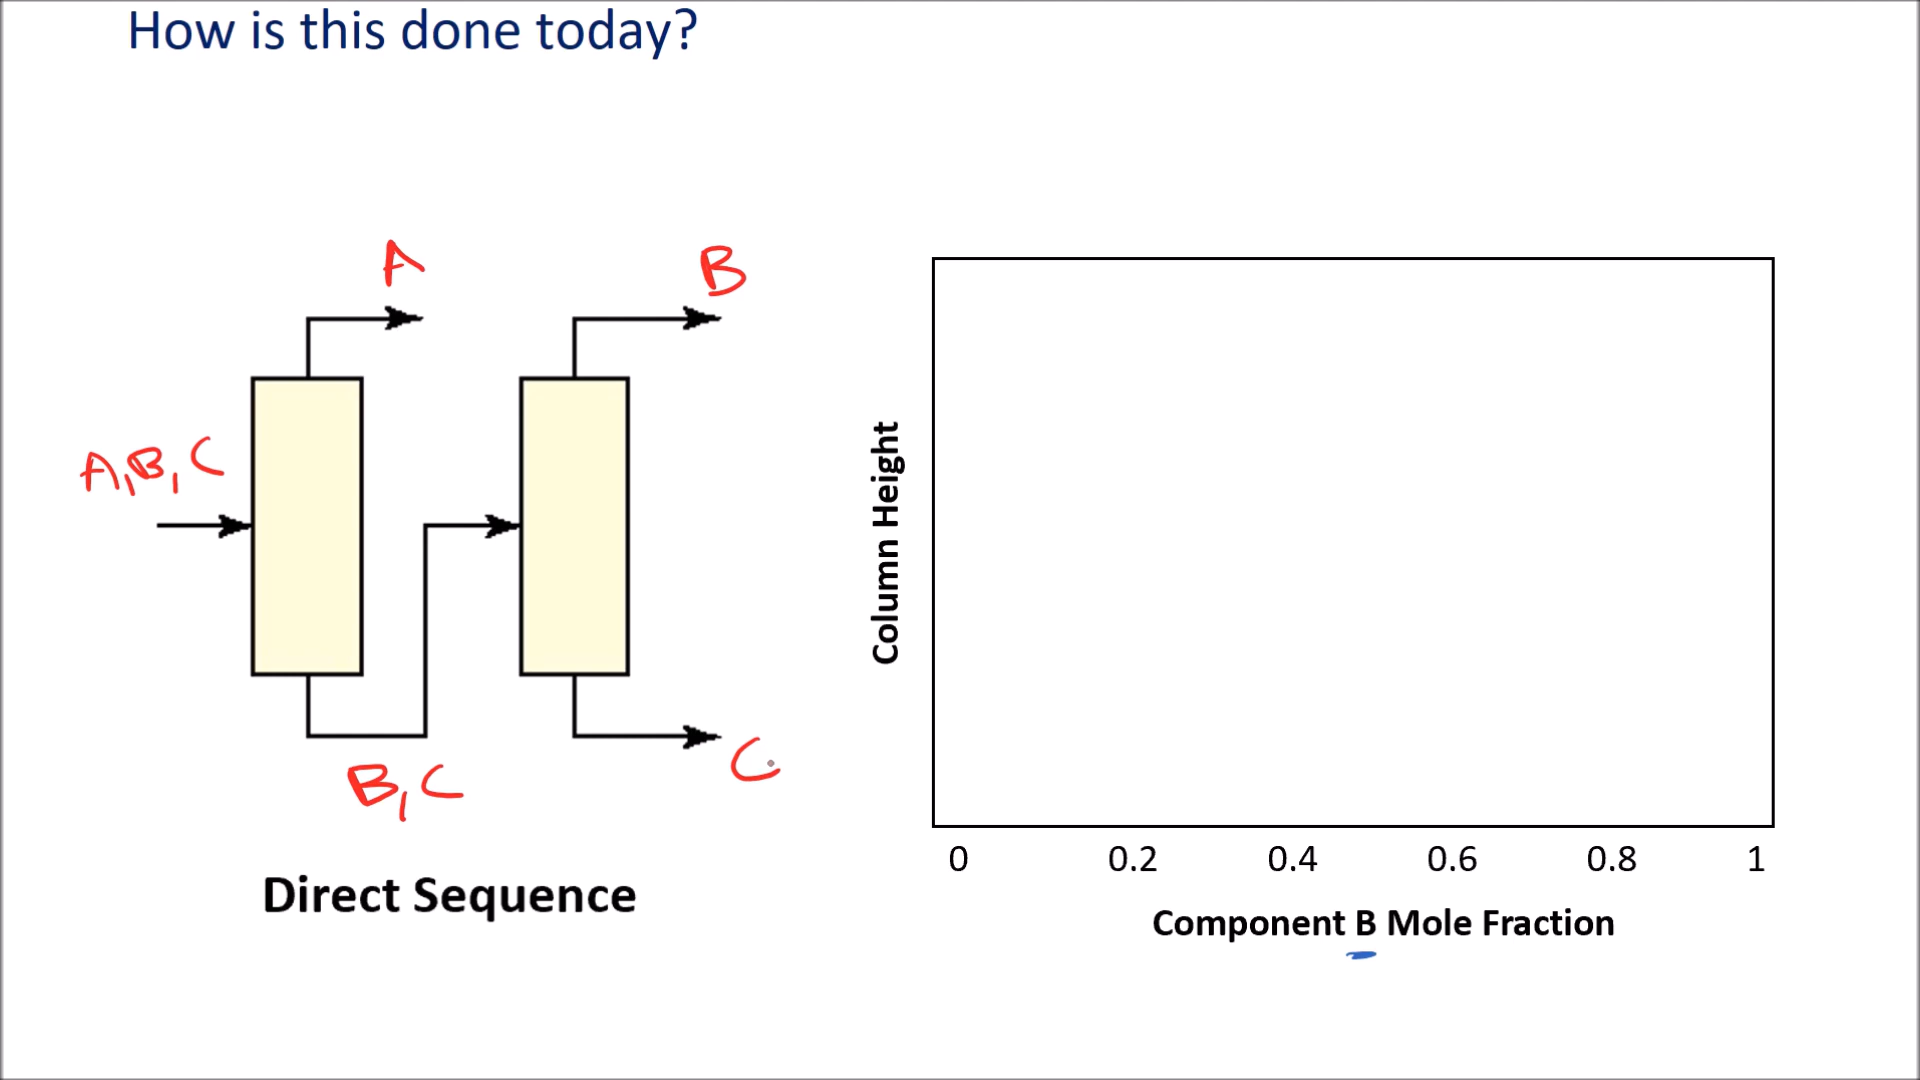 How is this done today?
A
B
A,B,C
B,C
C
Direct Sequence
Column Height
0 0.2 0.4 0.6 0.8 1
Component B Mole Fraction